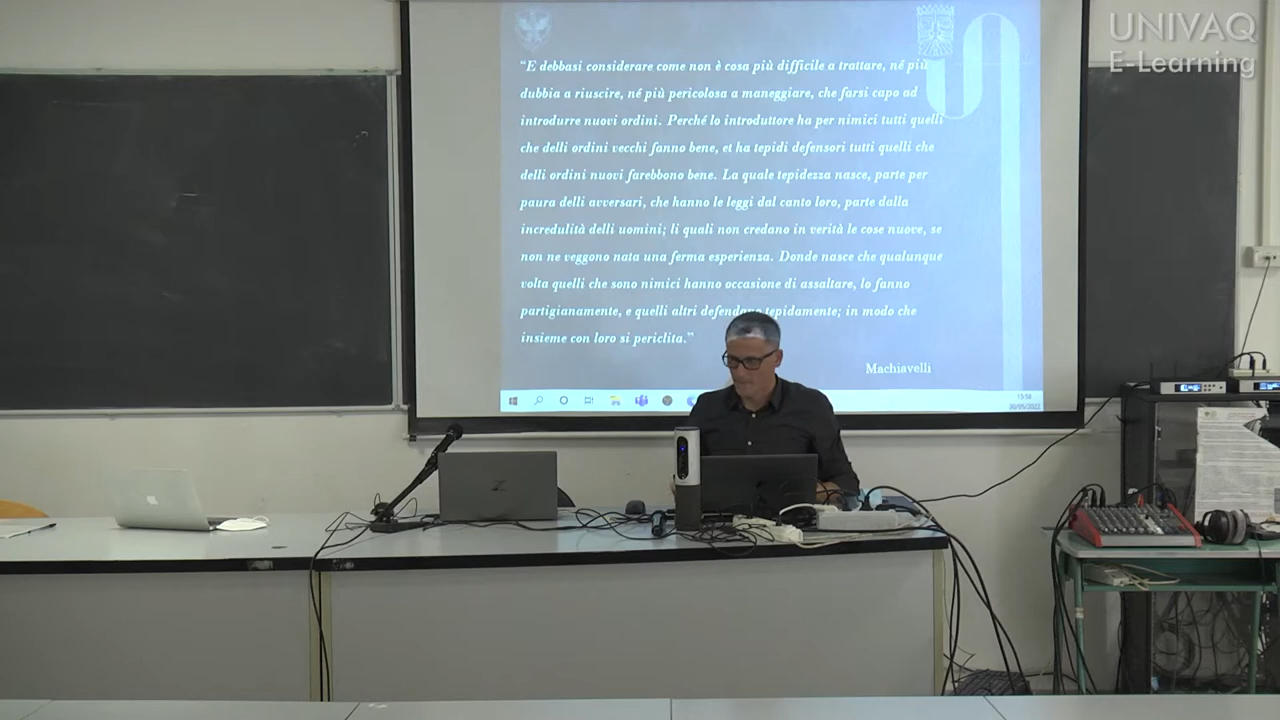 UNIVAQ
E-Learning
“E debbasi considerare come non è cosa più difficile a trattare, né più
dubbia a riuscire, né più pericolosa a maneggiare, che farsi capo ad
introdurre nuovi ordini. Perché lo introduttore ha per nimici tutti quelli
che delli ordini vecchi fanno bene, et ha tepidi defensori tutti quelli che
delli ordini nuovi farebbono bene. La quale tepidezza nasce, parte per
paura delli avversari, che hanno le leggi dal canto loro, parte dalla
incredulità delli uomini; li quali non credano in verità le cose nuove, se
non ne veggono nata una ferma esperienza. Donde nasce che qualunque
volta quelli che sono nimici hanno occasione di assaltare, lo fanno
partigianamente, e quelli altri defendano tepidamente; in modo che
insieme con loro si periclita.”
Machiavelli
15:58
30/05/2022